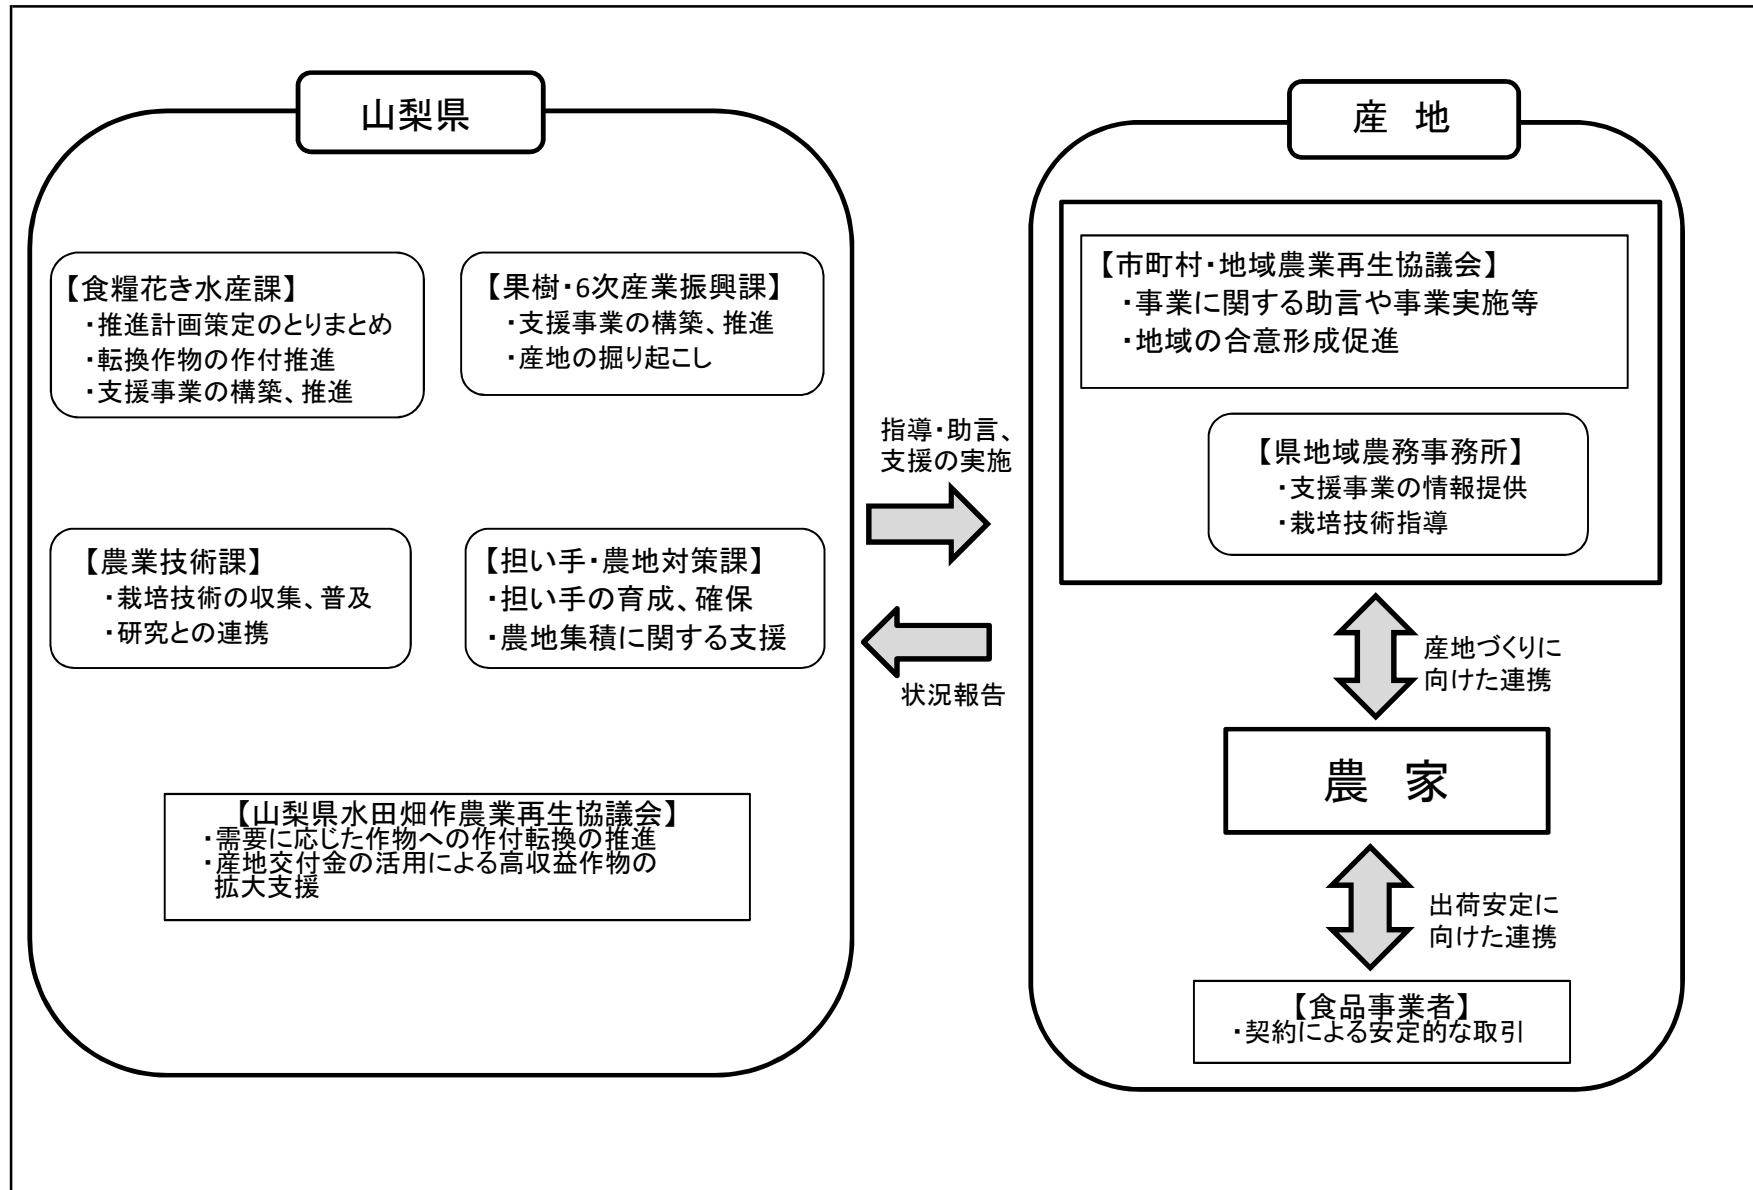 山梨県
【食糧花き水産課】
・推進計画策定のとりまとめ
・転換作物の作付推進
・支援事業の構築、推進
【果樹・6次産業振興課】
・支援事業の構築、推進
・産地の掘り起こし
【農業技術課】
・栽培技術の収集、普及
・研究との連携
【担い手・農地対策課】
・担い手の育成、確保
・農地集積に関する支援
【山梨県水田畑作農業再生協議会】
・需要に応じた作物への作付転換の推進
・産地交付金の活用による高収益作物の
拡大支援
指導・助言、
支援の実施
状況報告
産　地
【市町村・地域農業再生協議会】
・事業に関する助言や事業実施等
・地域の合意形成促進
【県地域農務事務所】
・支援事業の情報提供
・栽培技術指導
産地づくりに
向けた連携
農　家
出荷安定に
向けた連携
【食品事業者】
・契約による安定的な取引